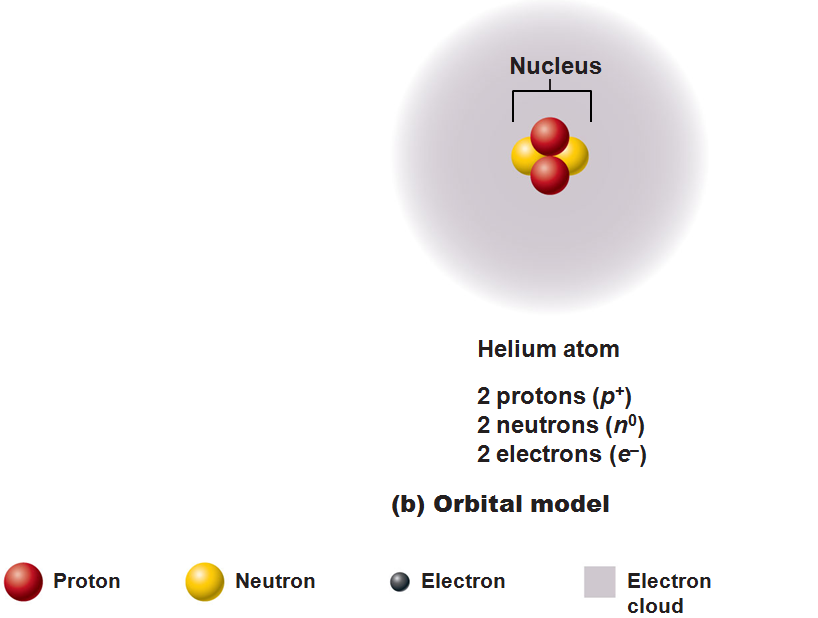 Nucleus
Helium atom
2 protons (p⁺)
2 neutrons (n⁰)
2 electrons (e⁻)
(b) Orbital model
Proton
Neutron
Electron
Electron
cloud